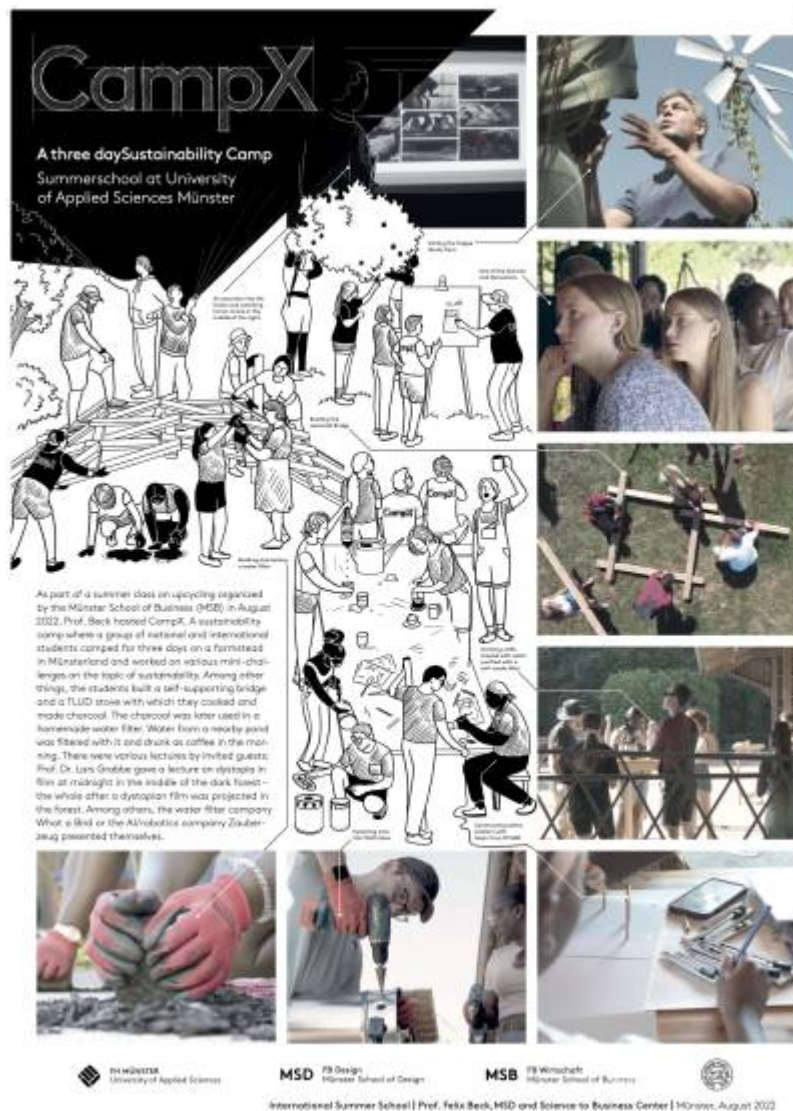 CampX
A three daySustainability Camp
Summerschool at University
of Applied Sciences Münster
CampX
CampX
As part of a summer class on upcycling organized
by the Münster School of Business (MSB) in August
2022, Prof. Beck hosted CampX. A sustainability
camp where a group of national and international
students camped for three days on a farmstead
in Münsterland and worked on various mini-chal-
lenges on the topic of sustainability. Among other
things, the students built a self-supporting bridge
and a TLUD stove with which they cooked and
made charcoal. The charcoal was later used in a
homemade water filter. Water from a nearby pond
was filtered with it and drunk as coffee in the mor-
ning. There were various lectures by invited guests:
Prof. Dr. Lars Grabbe gave a lecture on dystopia in
film at midnight in the middle of the dark forest –
the whole after a dystopian film was projected in
the forest. Among others, the water filter company
What a Bird or the AI/robotics company Zauber-
zeug presented themselves.
FH MÜNSTER
University of Applied Sciences
MSD FB Design
Münster School of Design
MSB FB Wirtschaft
Münster School of Business
International Summer School | Prof. Felix Beck, MSD and Science to Business Center | Münster, August 2022